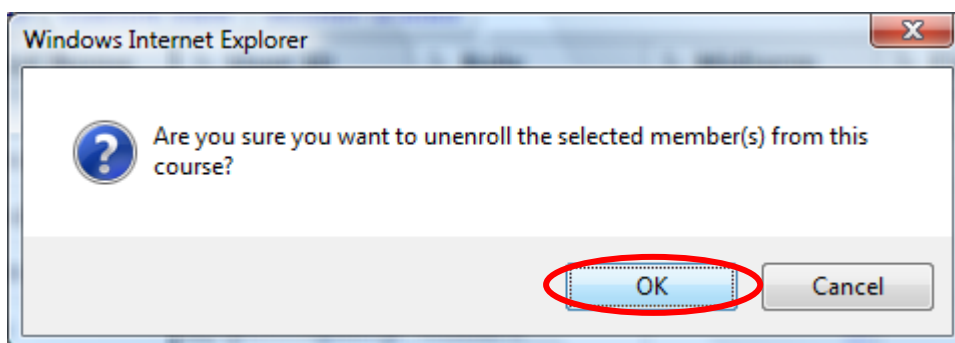 Windows Internet Explorer
Are you sure you want to unenroll the selected member(s) from this
course?
OK
Cancel